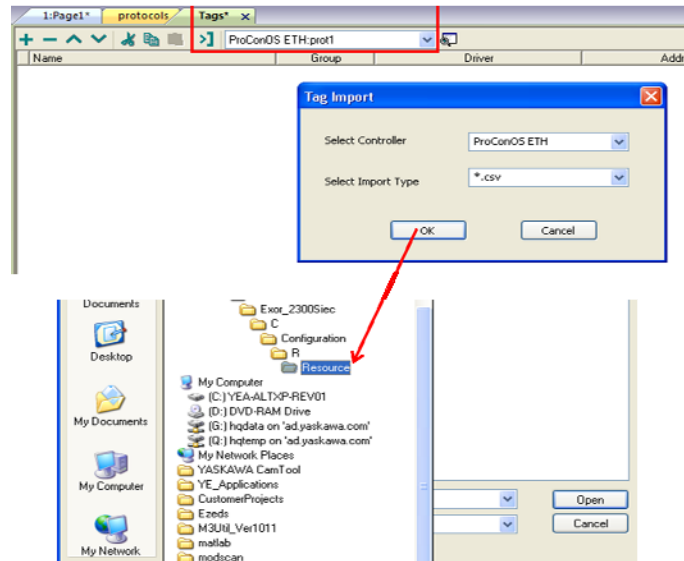 1:Page1* protocols Tags* x
ProConOS ETH:prot1
Name Group Driver Addr
Tag Import
Select Controller ProConOS ETH
Select Import Type *.csv
OK Cancel
Documents
Exor_2300Siec
C
Configuration
Desktop
R
Resource
My Computer
(C:) YEA-ALTXP-REV01
(D:) DVD-RAM Drive
My Documents
(G:) hqdata on 'ad.yaskawa.com'
(Q:) hqtemp on 'ad.yaskawa.com'
My Network Places
YASKAWA CamTool
My Computer
YE_Applications
CustomerProjects
Open
Ezeds
M3Util_Ver1011
Cancel
matlab
My Network
modscan